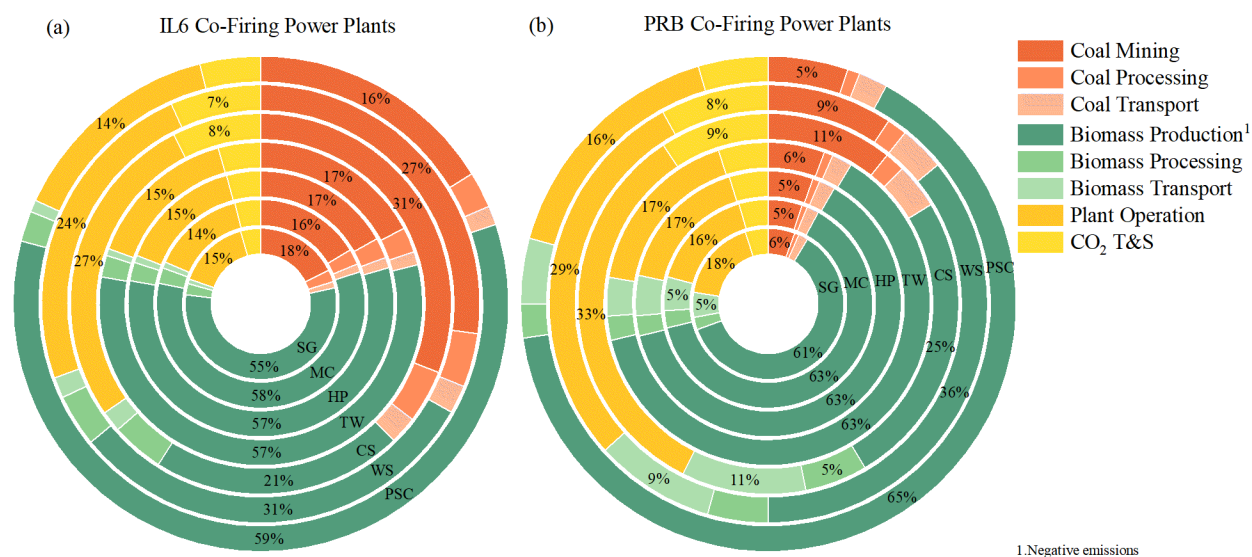 (a)
IL6 Co-Firing Power Plants
16%
27%
31%
17%
17%
16%
18%
7%
8%
14%
24%
27%
15%
15%
14%
15%
SG
MC
HP
TW
CS
WS
PSC
55%
58%
57%
57%
21%
31%
59%
(b)
PRB Co-Firing Power Plants
5%
9%
11%
6%
5%
5%
6%
8%
9%
16%
29%
33%
17%
17%
16%
18%
SG
MC
HP
TW
CS
WS
PSC
5%
5%
61%
63%
63%
63%
25%
36%
65%
5%
11%
9%
Coal Mining
Coal Processing
Coal Transport
Biomass Production¹
Biomass Processing
Biomass Transport
Plant Operation
CO₂ T&S
1.Negative emissions